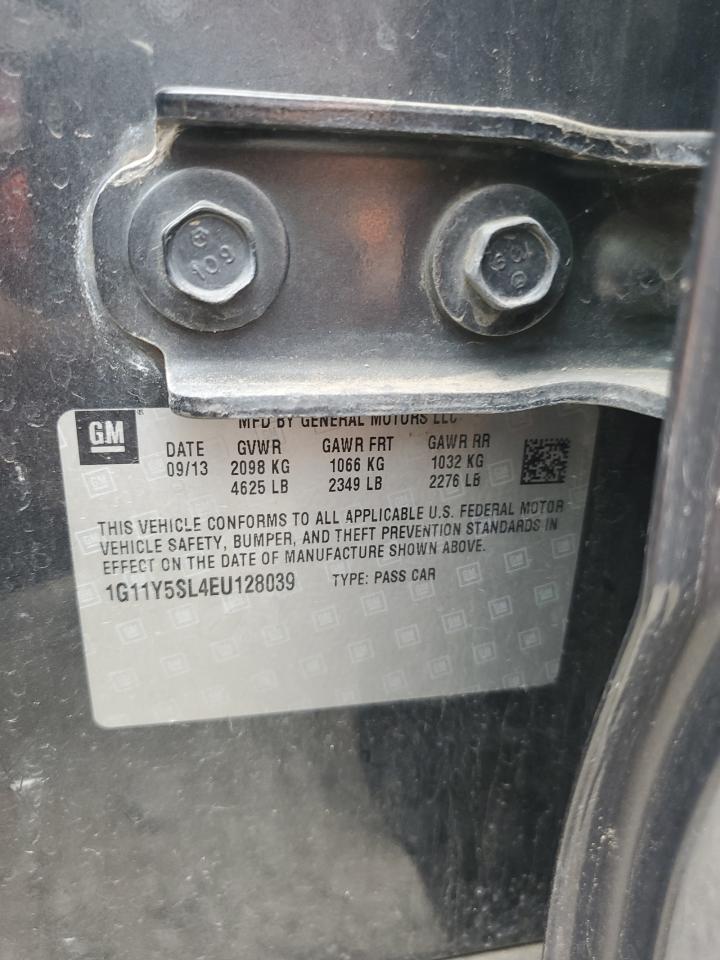 109
GM
MFD BY GENERAL MOTORS LLC
DATE GVWR GAWR FRT GAWR RR
09/13 2098 KG 1066 KG 1032 KG
4625 LB 2349 LB 2276 LB
THIS VEHICLE CONFORMS TO ALL APPLICABLE U.S. FEDERAL MOTOR
VEHICLE SAFETY, BUMPER, AND THEFT PREVENTION STANDARDS IN
EFFECT ON THE DATE OF MANUFACTURE SHOWN ABOVE.
1G11Y5SL4EU128039 TYPE: PASS CAR